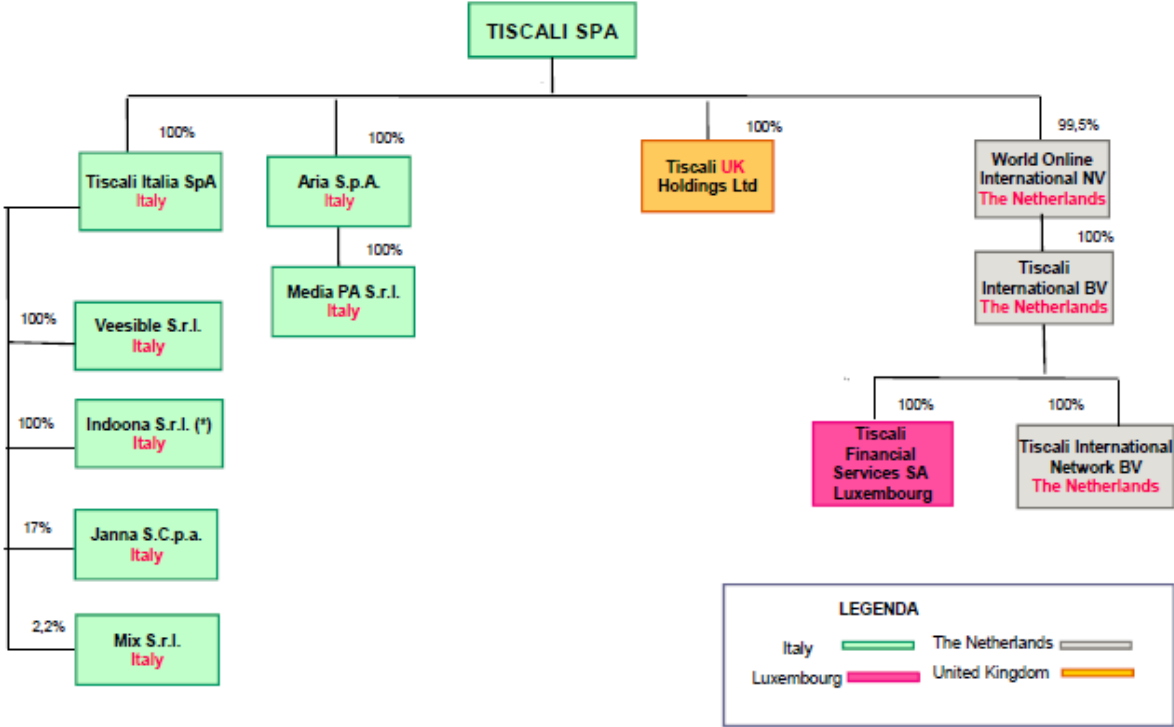 TISCALI SPA
100%
100%
100%
99,5%
Tiscali Italia SpA
Italy
Aria S.p.A.
Italy
Tiscali UK
Holdings Ltd
World Online
International NV
The Netherlands
100%
100%
Media PA S.r.l.
Italy
Tiscali
International BV
The Netherlands
100%
Veesible S.r.l.
Italy
100%
Indoona S.r.l. (*)
Italy
100%
100%
Tiscali
Financial
Services SA
Luxembourg
Tiscali International
Network BV
The Netherlands
17%
Janna S.C.p.a.
Italy
2,2%
Mix S.r.l.
Italy
LEGENDA
Italy
The Netherlands
Luxembourg
United Kingdom